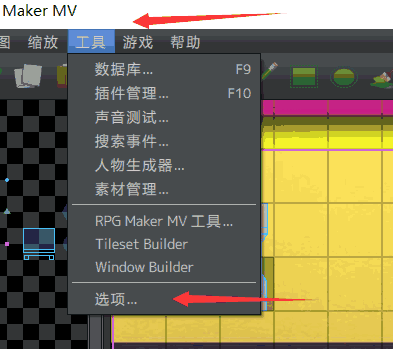 Maker MV
图 缩放 工具 游戏 帮助
数据库... F9
插件管理... F10
声音测试...
搜索事件...
人物生成器...
素材管理...
RPG Maker MV 工具...
Tileset Builder
Window Builder
选项...